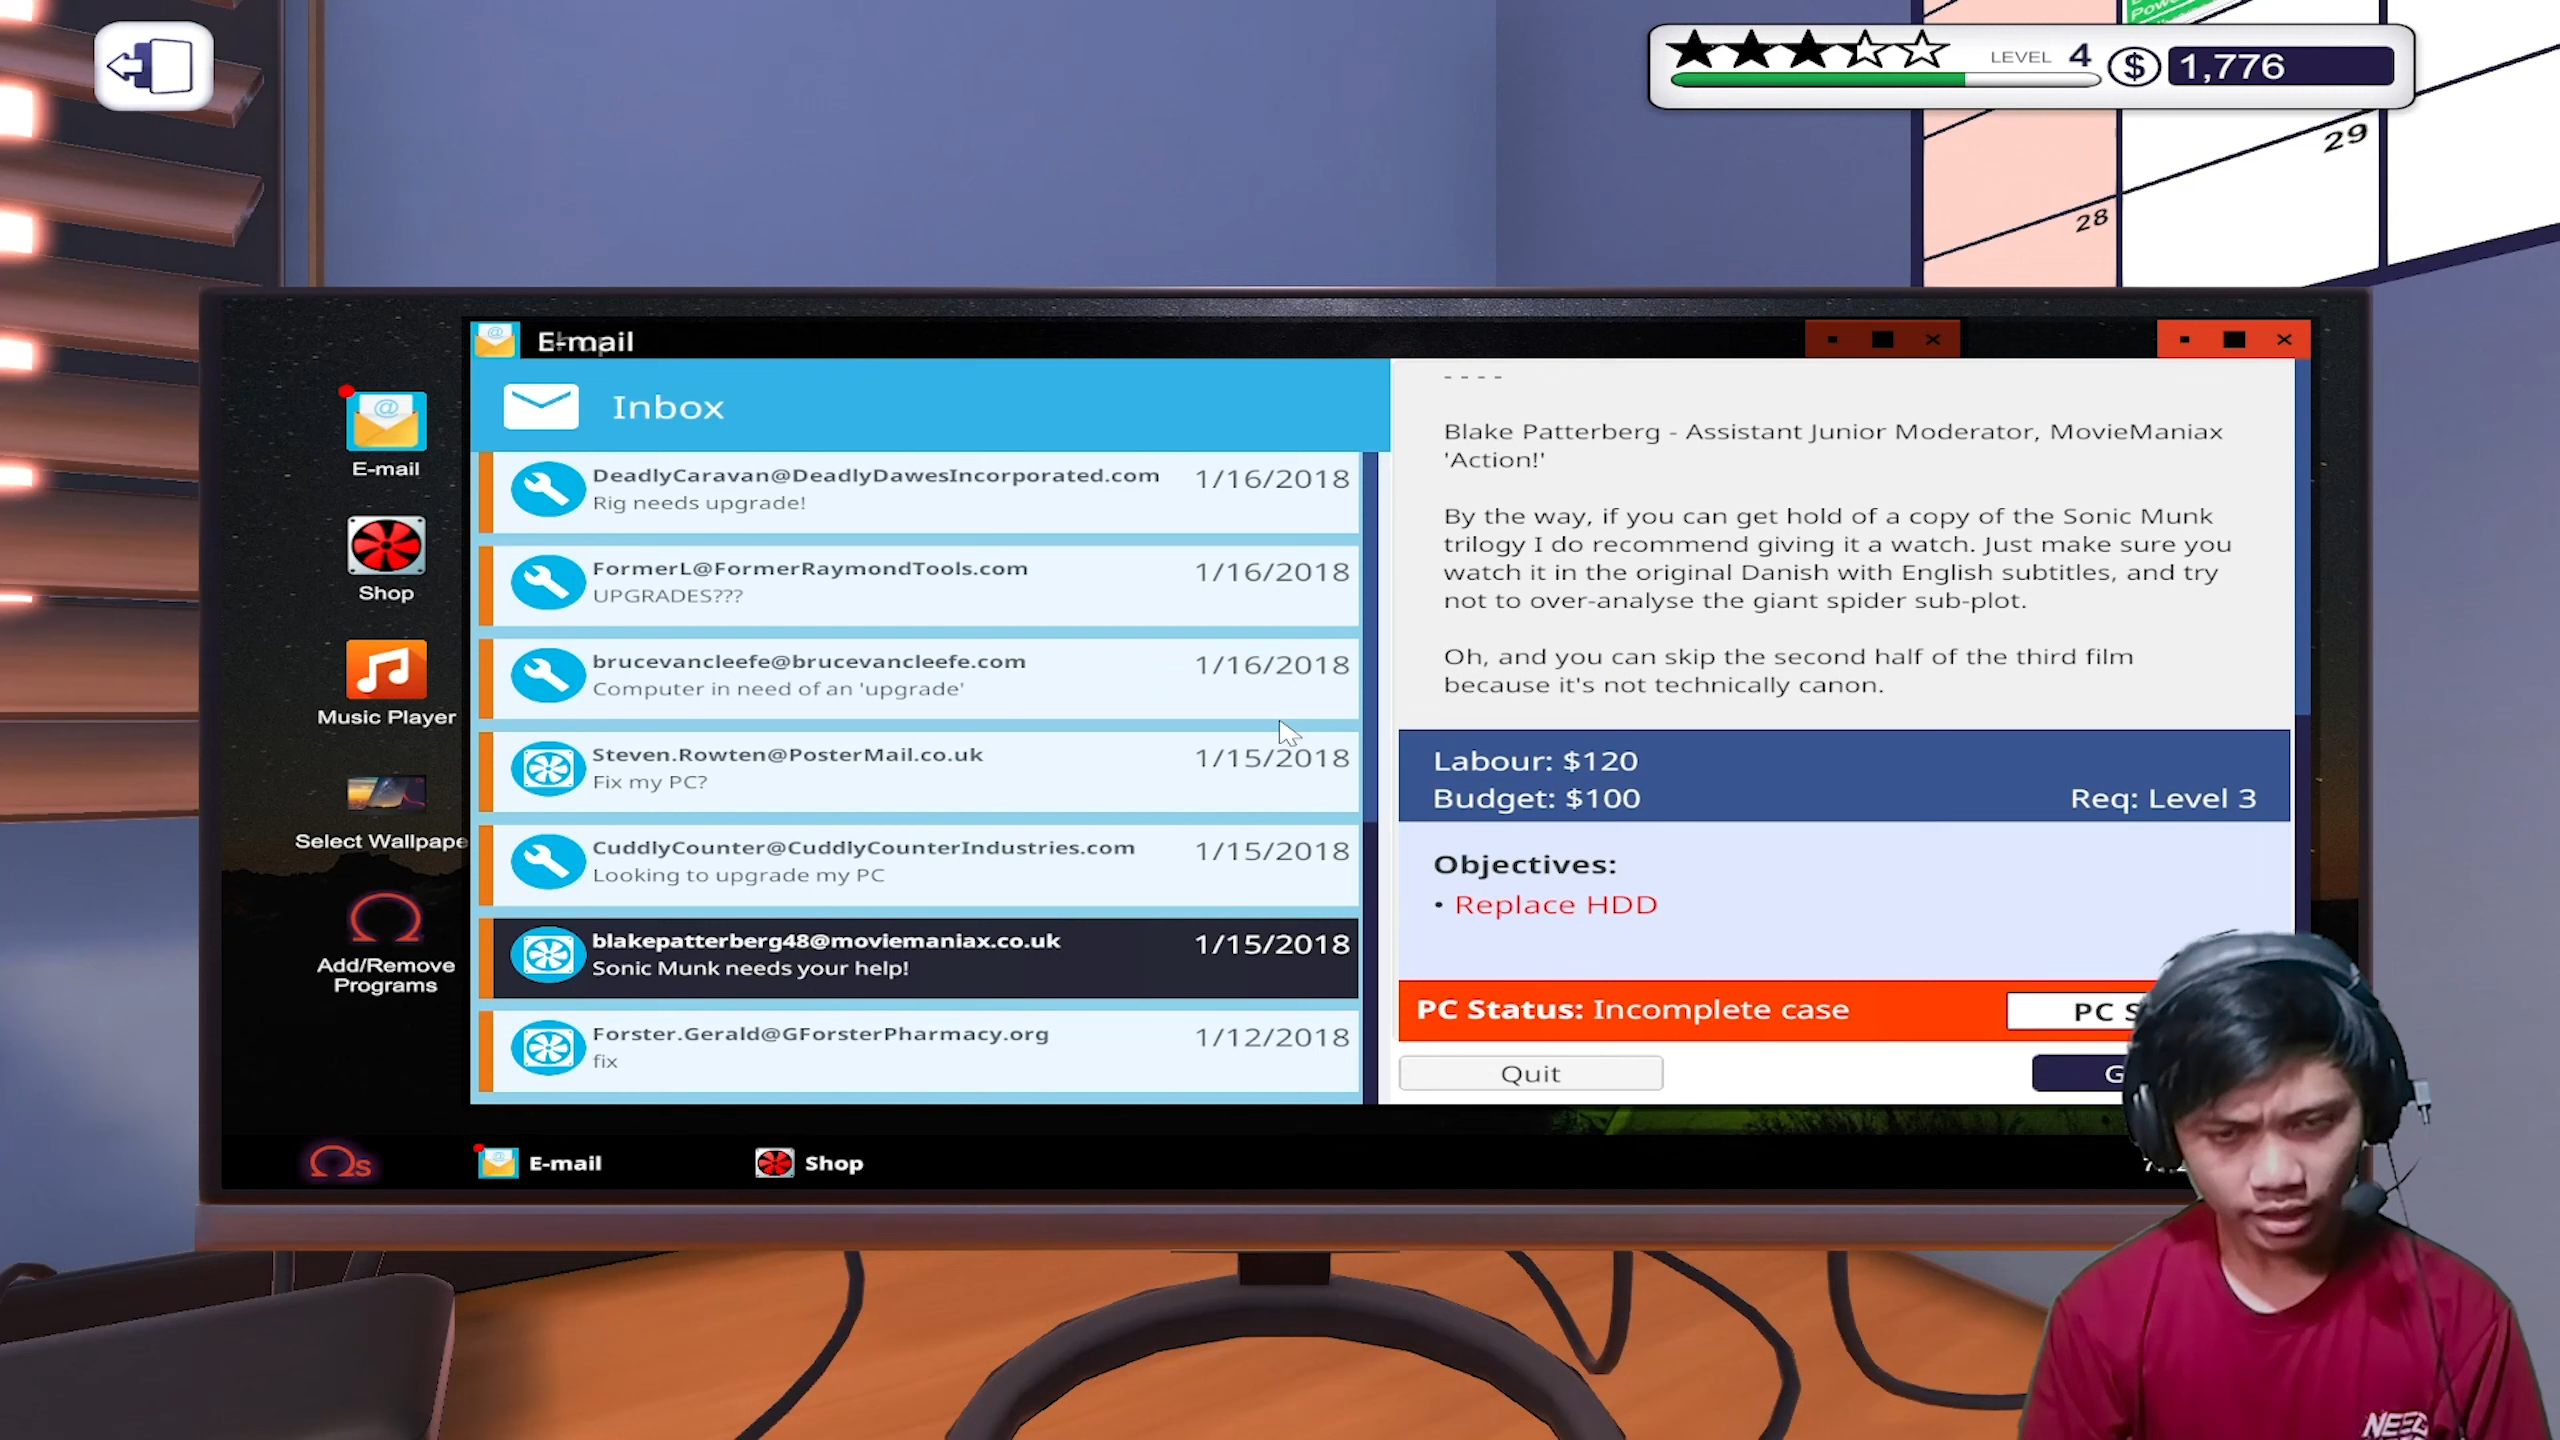 LEVEL 4 $ 1,776
29
28
E-mail
E-mail
Shop
Music Player
Select Wallpape
Add/Remove
Programs
Inbox
DeadlyCaravan@DeadlyDawesIncorporated.com 1/16/2018
Rig needs upgrade!
FormerL@FormerRaymondTools.com 1/16/2018
UPGRADES???
brucevancleefe@brucevancleefe.com 1/16/2018
Computer in need of an 'upgrade'
Steven.Rowten@PosterMail.co.uk 1/15/2018
Fix my PC?
CuddlyCounter@CuddlyCounterIndustries.com 1/15/2018
Looking to upgrade my PC
blakepatterberg48@moviemaniax.co.uk 1/15/2018
Sonic Munk needs your help!
Forster.Gerald@GForsterPharmacy.org 1/12/2018
fix
- - - -
Blake Patterberg - Assistant Junior Moderator, MovieManiax
'Action!'
By the way, if you can get hold of a copy of the Sonic Munk
trilogy I do recommend giving it a watch. Just make sure you
watch it in the original Danish with English subtitles, and try
not to over-analyse the giant spider sub-plot.
Oh, and you can skip the second half of the third film
because it's not technically canon.
Labour: $120
Budget: $100 Req: Level 3
Objectives:
• Replace HDD
PC Status: Incomplete case
PC S
Quit
G
Ωs E-mail Shop